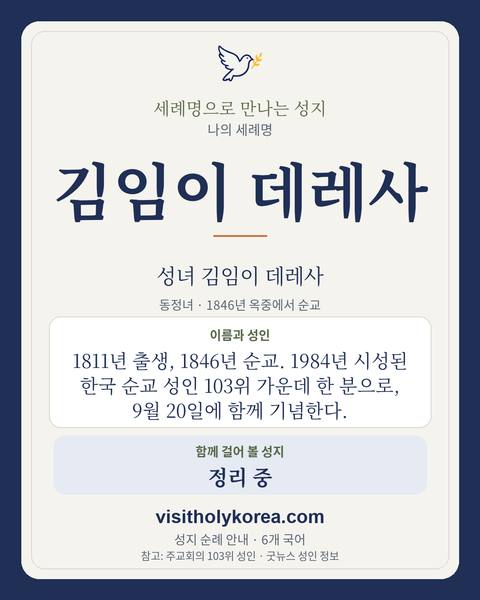 세례명으로 만나는 성지
나의 세례명
김임이 데레사
성녀 김임이 데레사
동정녀 · 1846년 옥중에서 순교
이름과 성인
1811년 출생, 1846년 순교. 1984년 시성된
한국 순교 성인 103위 가운데 한 분으로,
9월 20일에 함께 기념한다.
함께 걸어 볼 성지
정리 중
visitholykorea.com
성지 순례 안내 · 6개 국어
참고: 주교회의 103위 성인 · 굿뉴스 성인 정보